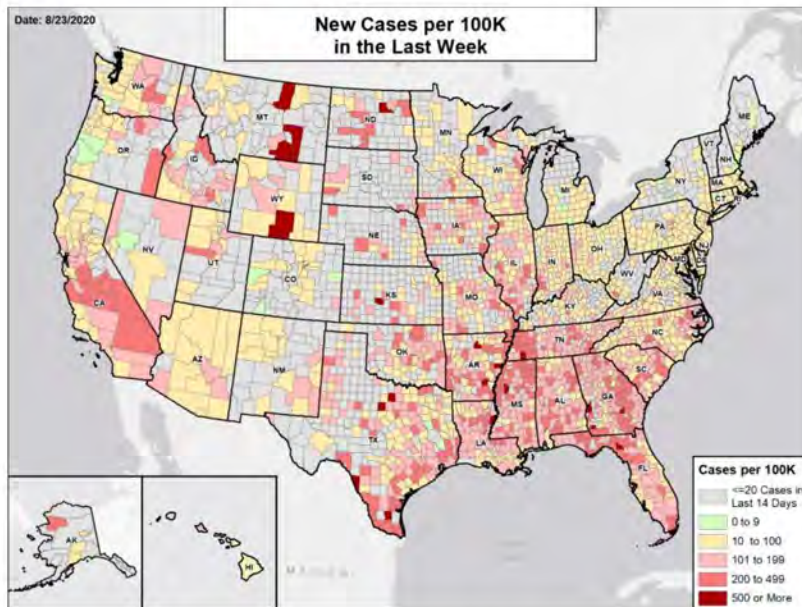 Date: 8/23/2020
New Cases per 100K
in the Last Week
WA
MT
ND
MN
ME
OR
ID
WY
SD
WI
MI
NY
VT
NH
MA
CT
NV
UT
CO
NE
IA
IL
IN
OH
PA
MD
CA
AZ
NM
KS
MO
KY
WV
VA
OK
AR
TN
NC
SC
TX
LA
MS
AL
GA
FL
AK
HI
Cases per 100K
<=20 Cases in
Last 14 Days
0 to 9
10 to 100
101 to 199
200 to 499
500 or More